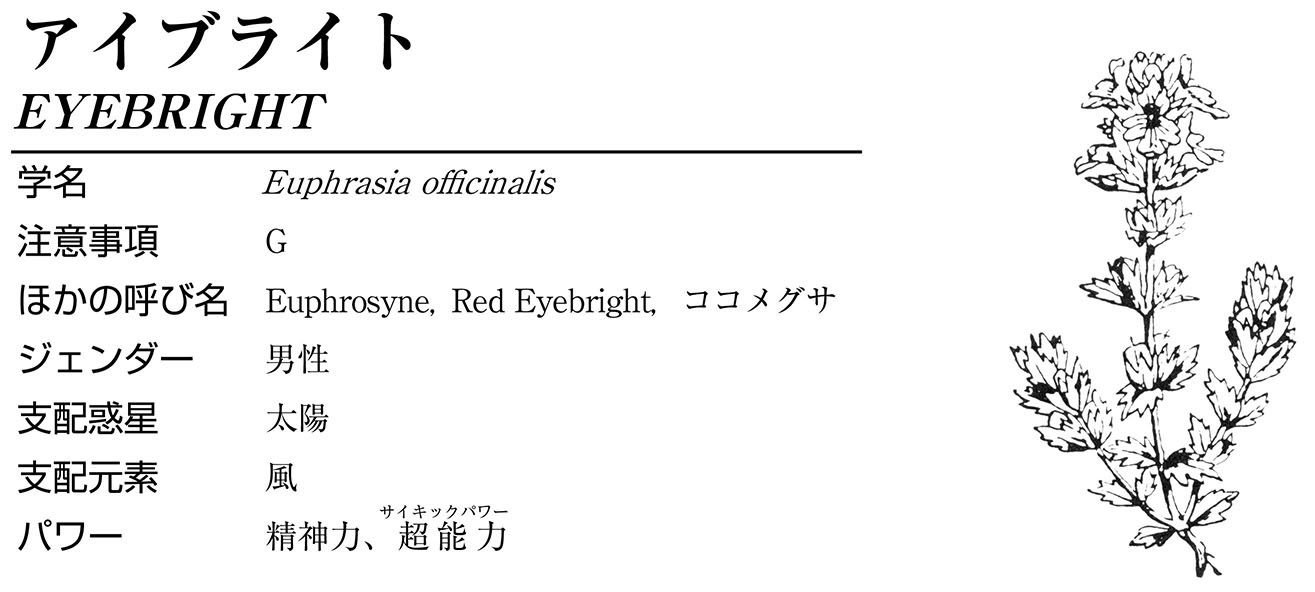 アイブライト
EYEBRIGHT
学名 Euphrasia officinalis
注意事項 G
ほかの呼び名 Euphrosyne, Red Eyebright, ココメグサ
ジェンダー 男性
支配惑星 太陽
支配元素 風
サイキックパワー
パワー 精神力、超能力